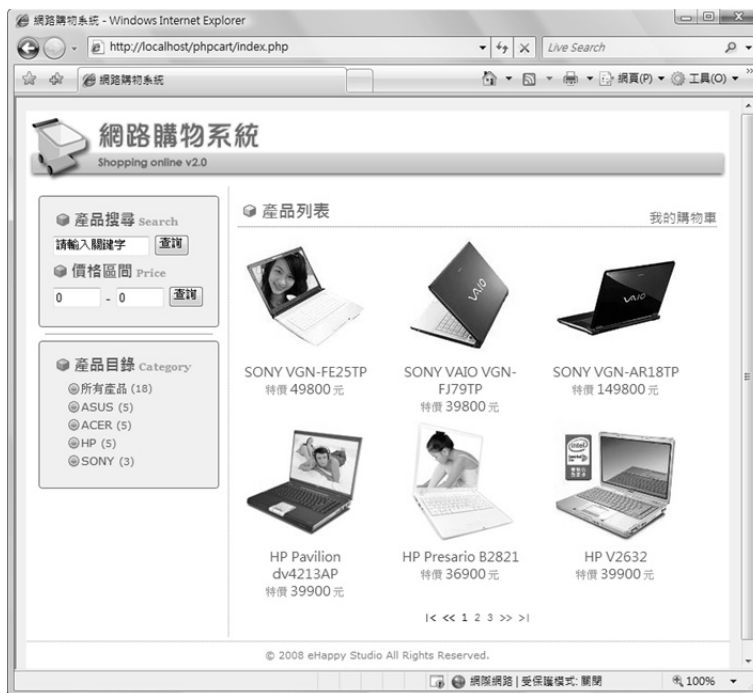 網路購物系統 - Windows Internet Explorer
http://localhost/phpcart/index.php
Live Search
網路購物系統
網頁(P)
工具(O)
網路購物系統
Shopping online v2.0
產品搜尋 Search
請輸入關鍵字 查詢
價格區間 Price
0 - 0 查詢
產品目錄 Category
所有產品 (18)
ASUS (5)
ACER (5)
HP (5)
SONY (3)
產品列表
我的購物車
VAIO
VAIO
SONY VGN-FE25TP
特價 49800 元
SONY VAIO VGN-
FJ79TP
特價 39800 元
SONY VGN-AR18TP
特價 149800 元
intel
HP Pavilion
dv4213AP
特價 39900 元
HP Presario B2821
特價 36900 元
HP V2632
特價 39900 元
|< << 1 2 3 >> >|
© 2008 eHappy Studio All Rights Reserved.
網際網路 | 受保護模式: 關閉
100%